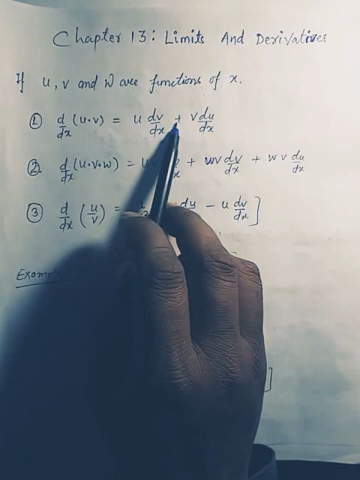 Chapter 13: Limits And Derivatives
If u, v and w are functions of x.
① d/dx (u·v) = u dv/dx + v du/dx
② d/dx (u·v·w) = u + wv dv/dx + w v du/dx
③ d/dx (u/v) = du - u dv/dx ]
Exam
]